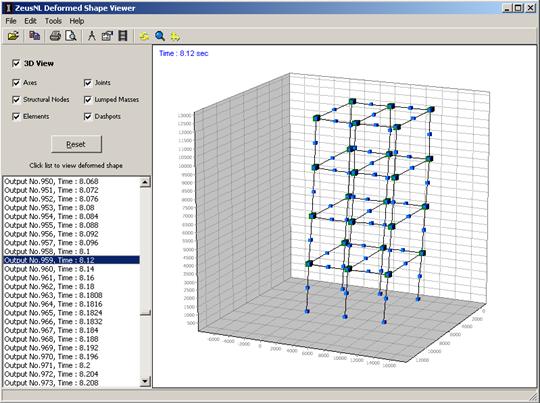 ZeusNL Deformed Shape Viewer
File Edit Tools Help
3D View
Axes Joints
Structural Nodes Lumped Masses
Elements Dashpots
Reset
Click list to view deformed shape
Output No.950, Time : 8.068
Output No.951, Time : 8.072
Output No.952, Time : 8.076
Output No.953, Time : 8.08
Output No.954, Time : 8.084
Output No.955, Time : 8.088
Output No.956, Time : 8.092
Output No.957, Time : 8.096
Output No.958, Time : 8.1
Output No.959, Time : 8.12
Output No.960, Time : 8.14
Output No.961, Time : 8.16
Output No.962, Time : 8.18
Output No.963, Time : 8.1808
Output No.964, Time : 8.1816
Output No.965, Time : 8.1824
Output No.966, Time : 8.1832
Output No.967, Time : 8.184
Output No.968, Time : 8.188
Output No.969, Time : 8.192
Output No.970, Time : 8.196
Output No.971, Time : 8.2
Output No.972, Time : 8.204
Output No.973, Time : 8.208
Time : 8.12 sec
13000
12000
11000
10000
9500
9000
8500
8000
7500
7000
6500
6000
5500
5000
4500
4000
3500
3000
2500
2000
1500
1000
500
-6000 -4000 -2000 0 2000 4000 6000 8000 10000 12000 14000 16000
0
2000
4000
6000
8000
10000
12000